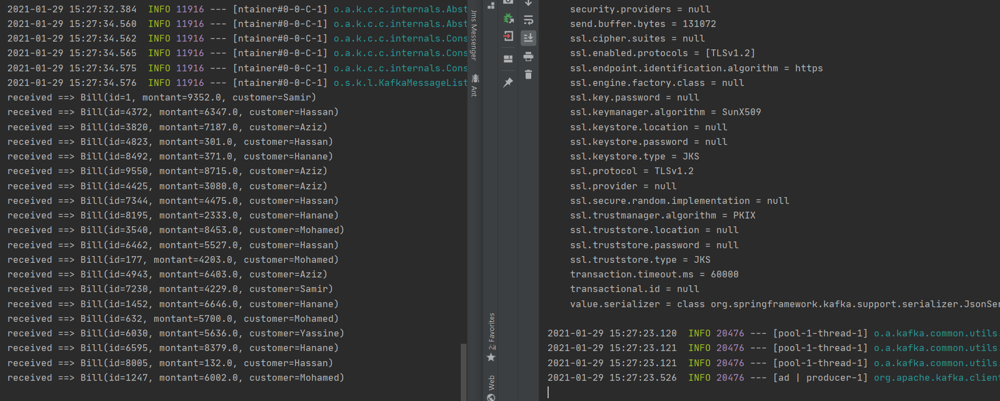 2021-01-29 15:27:32.384  INFO 11916 --- [ntainer#0-0-C-1] o.a.k.c.c.internals.Abst
2021-01-29 15:27:34.560  INFO 11916 --- [ntainer#0-0-C-1] o.a.k.c.c.internals.Abst
2021-01-29 15:27:34.562  INFO 11916 --- [ntainer#0-0-C-1] o.a.k.c.c.internals.Cons
2021-01-29 15:27:34.565  INFO 11916 --- [ntainer#0-0-C-1] o.a.k.c.c.internals.Cons
2021-01-29 15:27:34.575  INFO 11916 --- [ntainer#0-0-C-1] o.a.k.c.c.internals.Cons
2021-01-29 15:27:34.576  INFO 11916 --- [ntainer#0-0-C-1] o.s.k.l.KafkaMessageList
received ==> Bill(id=1, montant=9352.0, customer=Samir)
received ==> Bill(id=4372, montant=6347.0, customer=Hassan)
received ==> Bill(id=3820, montant=7187.0, customer=Aziz)
received ==> Bill(id=4823, montant=301.0, customer=Hassan)
received ==> Bill(id=8492, montant=371.0, customer=Hanane)
received ==> Bill(id=9550, montant=8715.0, customer=Aziz)
received ==> Bill(id=4425, montant=3080.0, customer=Aziz)
received ==> Bill(id=7344, montant=4475.0, customer=Hassan)
received ==> Bill(id=8195, montant=2333.0, customer=Hanane)
received ==> Bill(id=3540, montant=8453.0, customer=Mohamed)
received ==> Bill(id=6462, montant=5527.0, customer=Hassan)
received ==> Bill(id=177, montant=4203.0, customer=Mohamed)
received ==> Bill(id=4943, montant=6403.0, customer=Aziz)
received ==> Bill(id=7230, montant=4229.0, customer=Samir)
received ==> Bill(id=1452, montant=6646.0, customer=Hanane)
received ==> Bill(id=632, montant=5700.0, customer=Mohamed)
received ==> Bill(id=6030, montant=5636.0, customer=Yassine)
received ==> Bill(id=6595, montant=8379.0, customer=Hanane)
received ==> Bill(id=8005, montant=132.0, customer=Hassan)
received ==> Bill(id=1247, montant=6002.0, customer=Mohamed)
Jms Messenger
Ant
2: Favorites
Web
security.providers = null
send.buffer.bytes = 131072
ssl.cipher.suites = null
ssl.enabled.protocols = [TLSv1.2]
ssl.endpoint.identification.algorithm = https
ssl.engine.factory.class = null
ssl.key.password = null
ssl.keymanager.algorithm = SunX509
ssl.keystore.location = null
ssl.keystore.password = null
ssl.keystore.type = JKS
ssl.protocol = TLSv1.2
ssl.provider = null
ssl.secure.random.implementation = null
ssl.trustmanager.algorithm = PKIX
ssl.truststore.location = null
ssl.truststore.password = null
ssl.truststore.type = JKS
transaction.timeout.ms = 60000
transactional.id = null
value.serializer = class org.springframework.kafka.support.serializer.JsonSer
2021-01-29 15:27:23.120  INFO 20476 --- [pool-1-thread-1] o.a.kafka.common.utils.
2021-01-29 15:27:23.121  INFO 20476 --- [pool-1-thread-1] o.a.kafka.common.utils.
2021-01-29 15:27:23.121  INFO 20476 --- [pool-1-thread-1] o.a.kafka.common.utils.
2021-01-29 15:27:23.526  INFO 20476 --- [ad | producer-1] org.apache.kafka.client